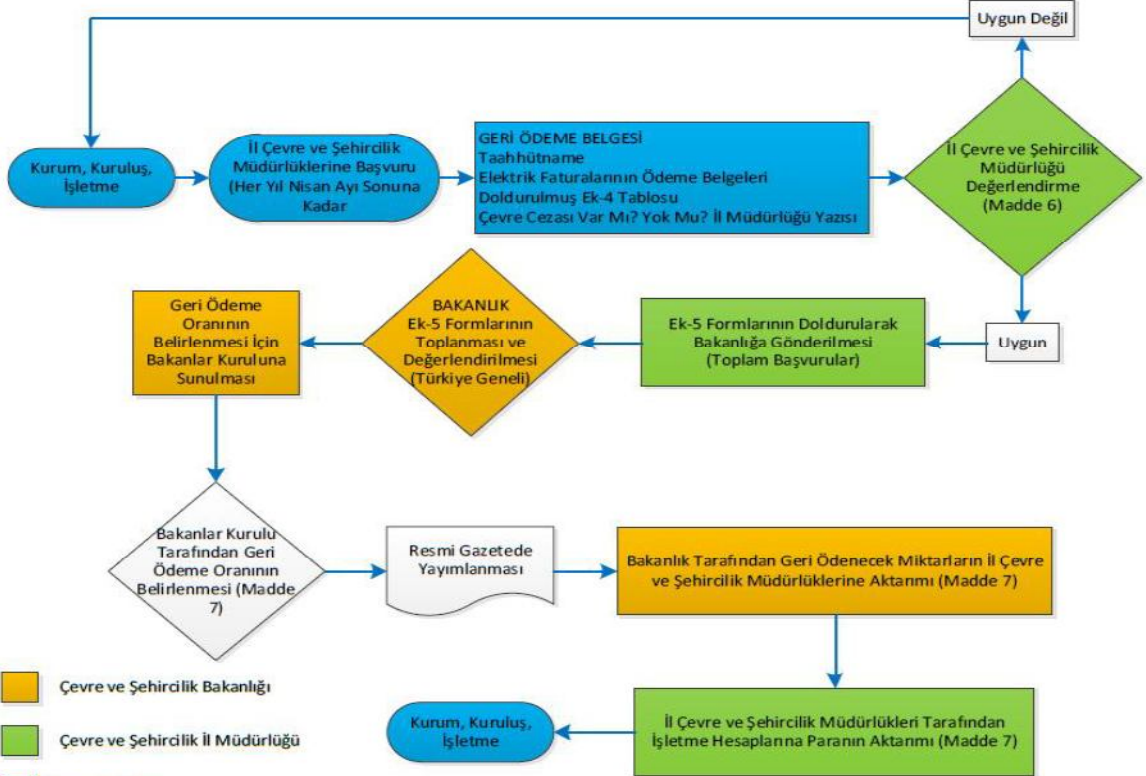 Uygun Değil
Kurum, Kuruluş,
İşletme
İl Çevre ve Şehircilik
Müdürlüklerine Başvuru
(Her Yıl Nisan Ayı Sonuna
Kadar
GERİ ÖDEME BELGESİ
Taahhütname
Elektrik Faturalarının Ödeme Belgeleri
Doldurulmuş Ek-4 Tablosu
Çevre Cezası Var Mı? Yok Mu? İl Müdürlüğü Yazısı
İl Çevre ve Şehircilik
Müdürlüğü
Değerlendirme
(Madde 6)
Geri Ödeme
Oranının
Belirlenmesi İçin
Bakanlar Kuruluna
Sunulması
BAKANLIK
Ek-5 Formlarının
Toplanması ve
Değerlendirilmesi
(Türkiye Geneli)
Ek-5 Formlarının Doldurularak
Bakanlığa Gönderilmesi
(Toplam Başvurular)
Uygun
Bakanlar Kurulu
Tarafından Geri
Ödeme Oranının
Belirlenmesi (Madde
7)
Resmi Gazetede
Yayımlanması
Bakanlık Tarafından Geri Ödenecek Miktarların İl Çevre
ve Şehircilik Müdürlüklerine Aktarımı (Madde 7)
Çevre ve Şehircilik Bakanlığı
Çevre ve Şehircilik İl Müdürlüğü
Kurum, Kuruluş,
İşletme
İl Çevre ve Şehircilik Müdürlükleri Tarafından
İşletme Hesaplarına Paranın Aktarımı (Madde 7)